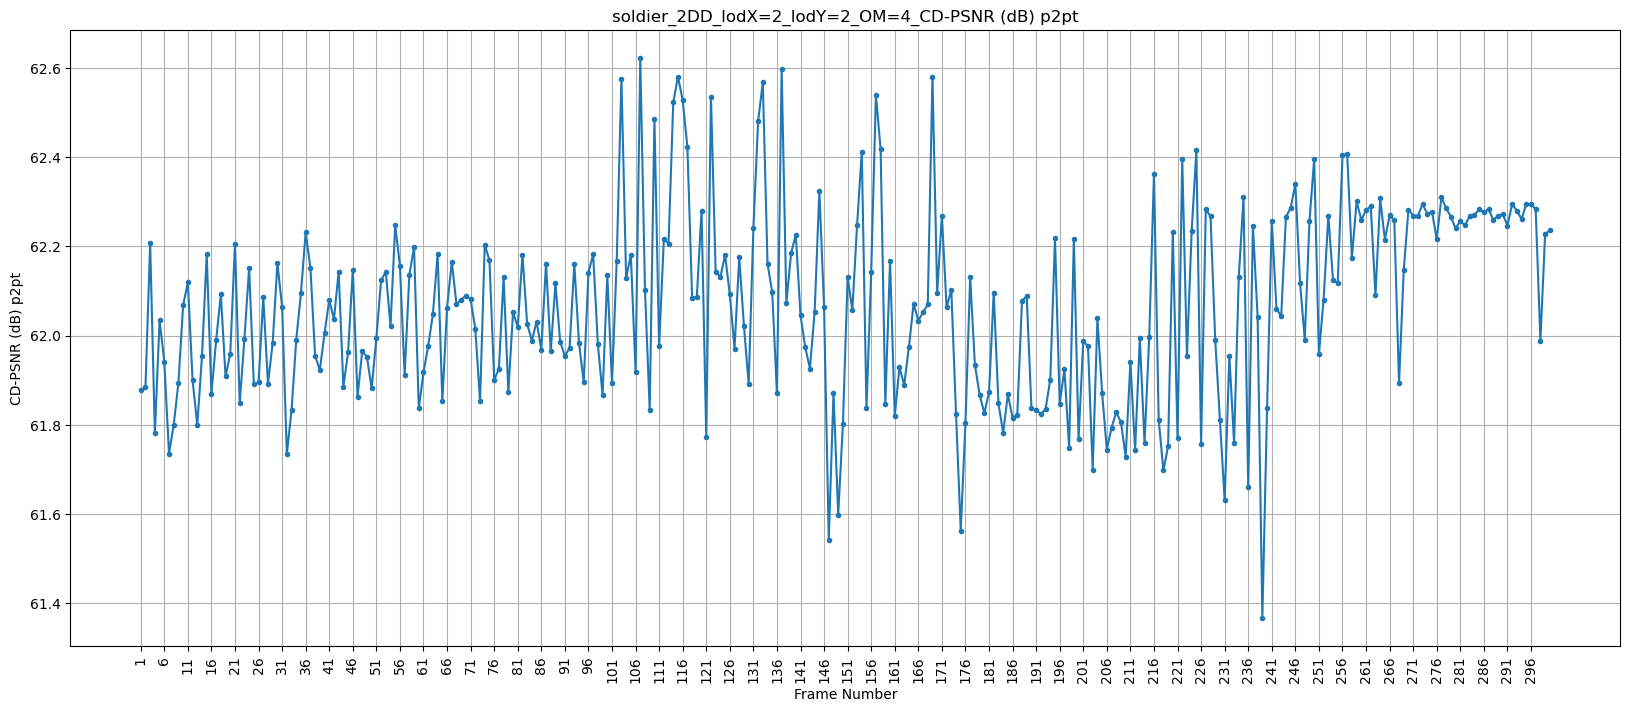 soldier_2DD_lodX=2_lodY=2_OM=4_CD-PSNR (dB) p2pt
CD-PSNR (dB) p2pt
62.6
62.4
62.2
62.0
61.8
61.6
61.4
1 6 11 16 21 26 31 36 41 46 51 56 61 66 71 76 81 86 91 96 101 106 111 116 121 126 131 136 141 146 151 156 161 166 171 176 181 186 191 196 201 206 211 216 221 226 231 236 241 246 251 256 261 266 271 276 281 286 291 296
Frame Number